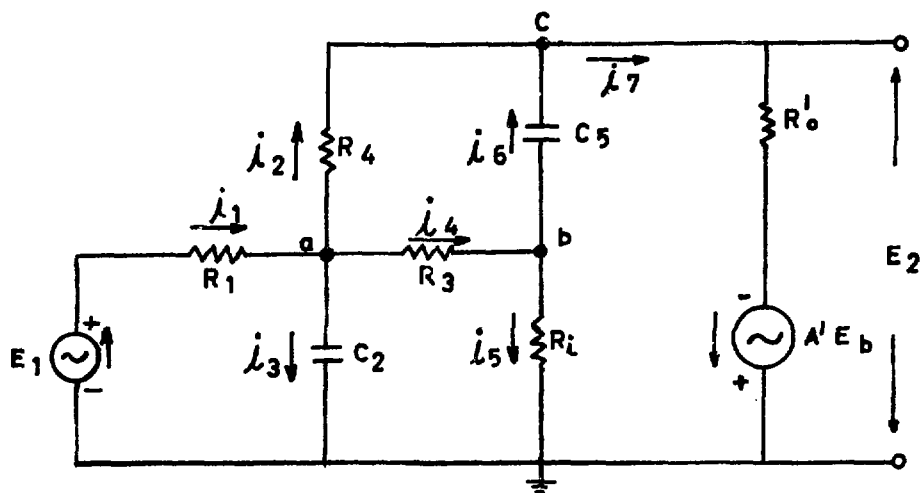 C
i7
R'o
i2
R4
i6
C5
i1
a
i4
b
R1
R3
E2
E1
+
−
i3
C2
i5
Ri
-
A' Eb
+